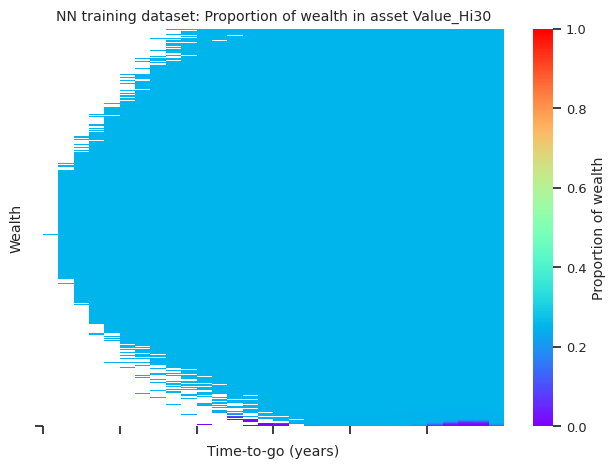 NN training dataset: Proportion of wealth in asset Value_Hi30
Wealth
Time-to-go (years)
1.0
0.8
0.6
0.4
0.2
0.0
Proportion of wealth